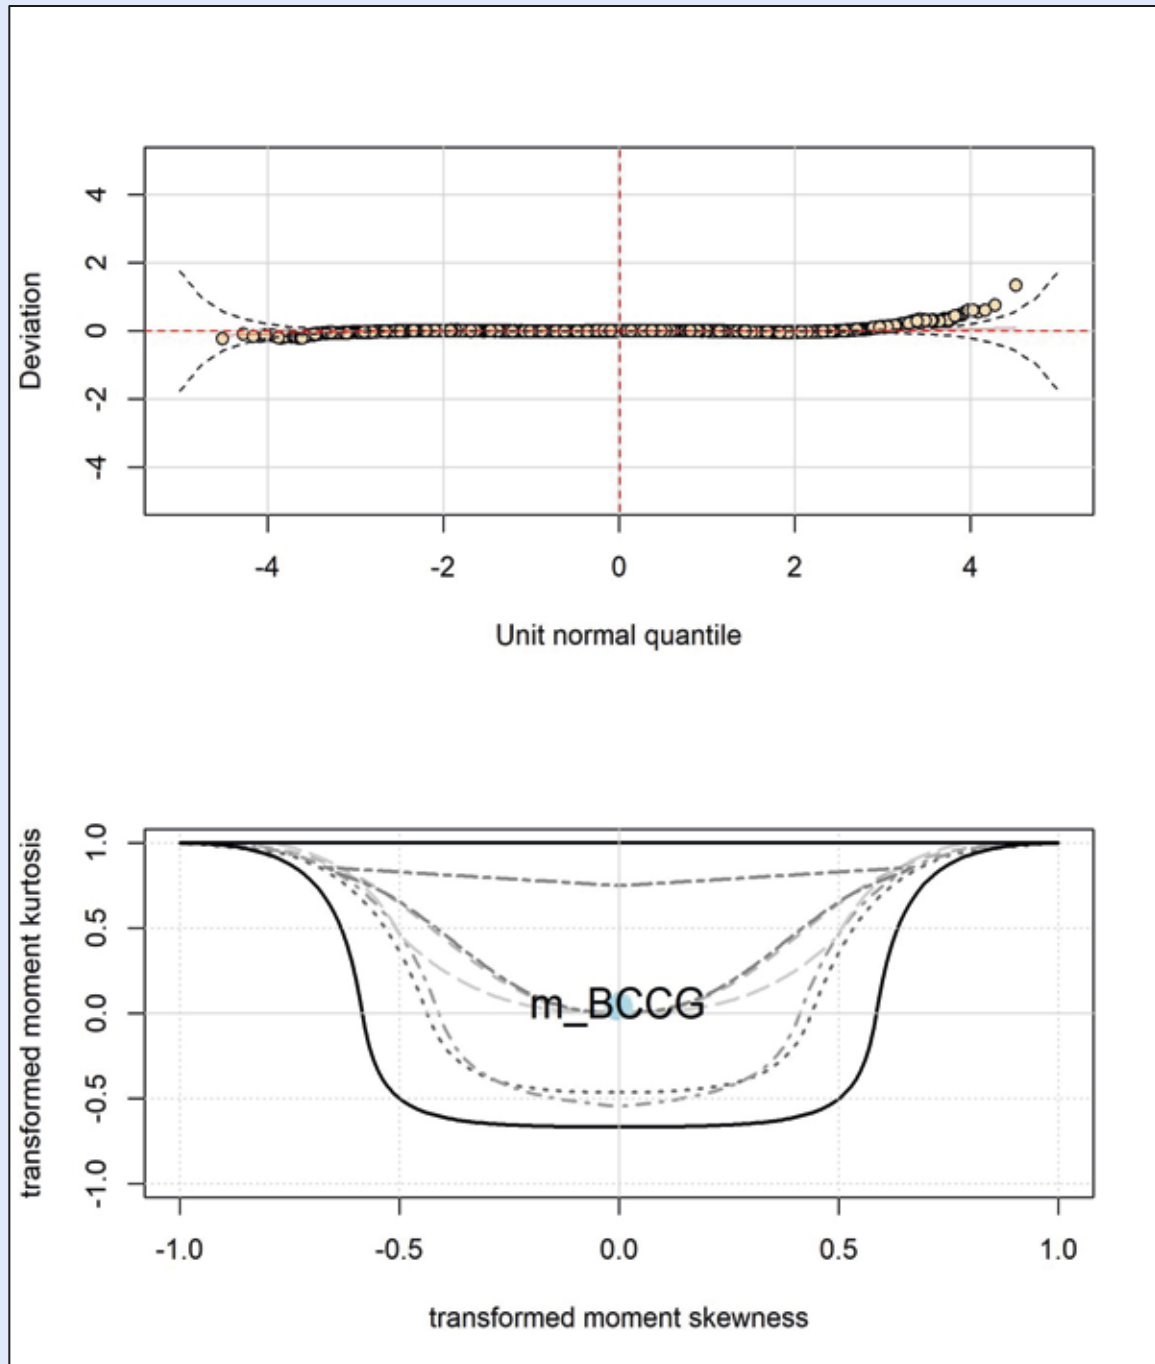 4
2
0
-2
-4
Deviation
-4 -2 0 2 4
Unit normal quantile
1.0
0.5
0.0
-0.5
-1.0
transformed moment kurtosis
m_BCCG
-1.0 -0.5 0.0 0.5 1.0
transformed moment skewness